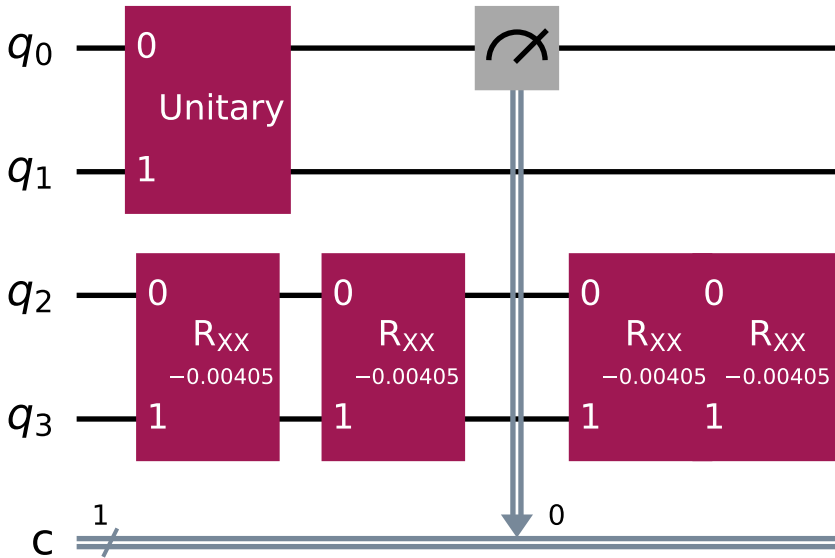 q0
0
Unitary
q1
1
q2
0 0 0 0
RXX RXX RXX RXX
−0.00405 −0.00405 −0.00405 −0.00405
q3
1 1 1 1
1 0
c